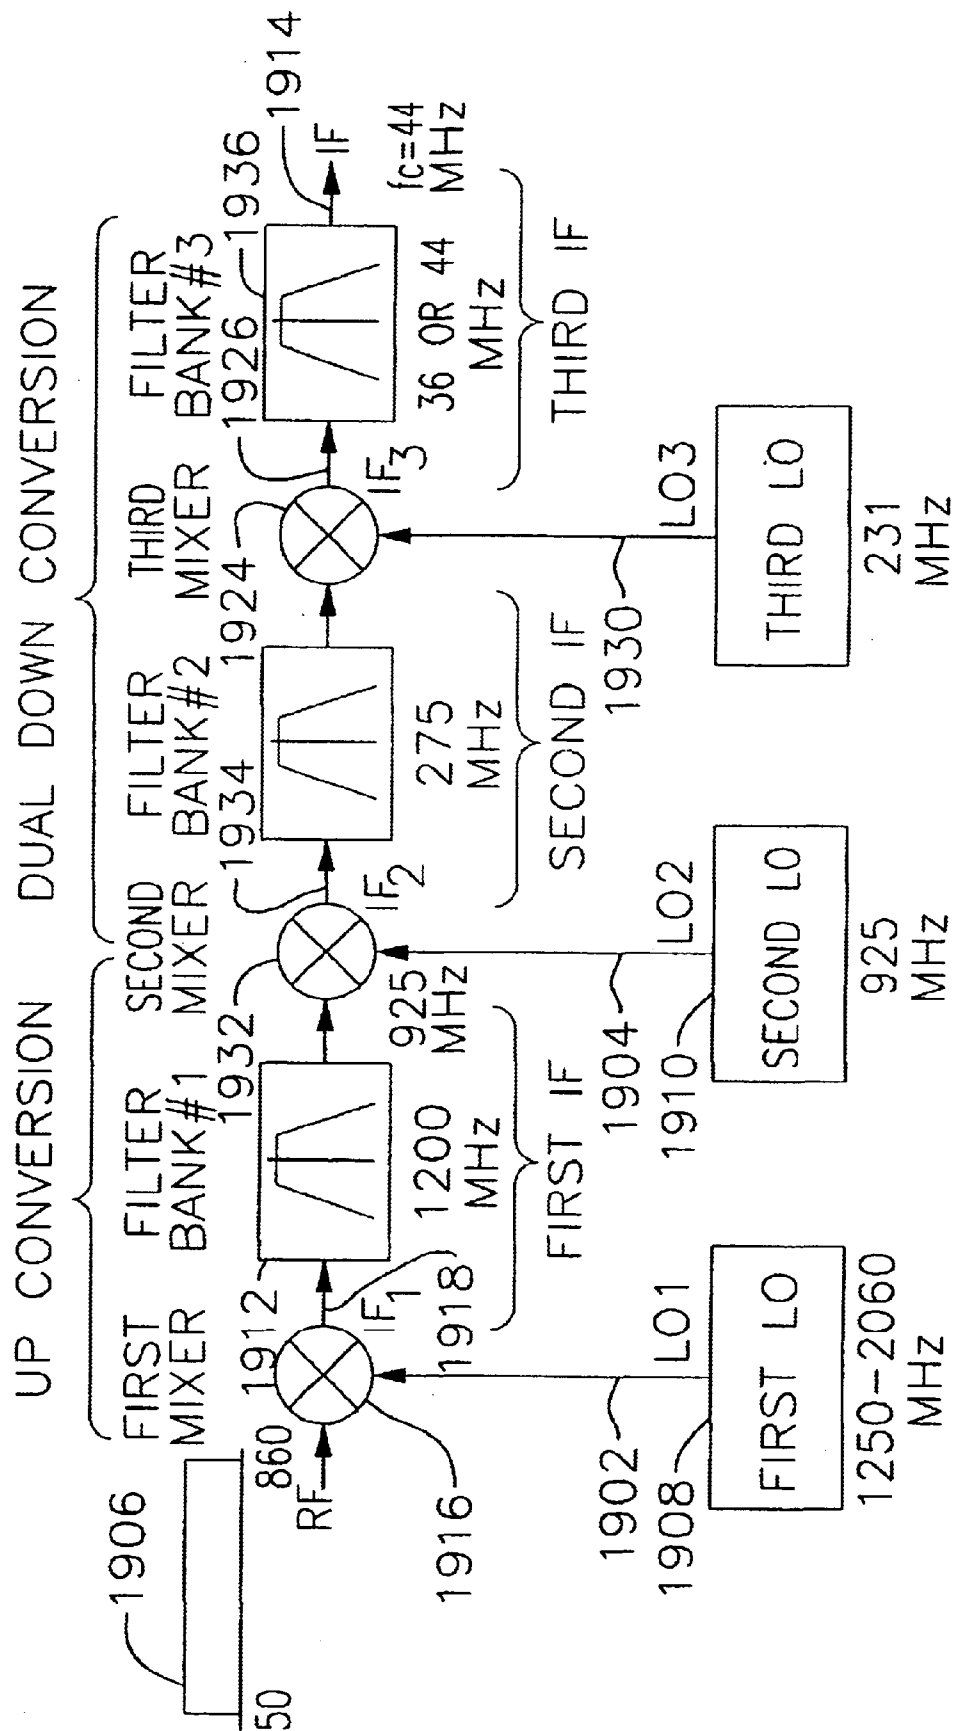 UP CONVERSION
DUAL DOWN CONVERSION
FIRST
MIXER
FILTER
BANK#1
SECOND
MIXER
FILTER
BANK#2
THIRD
MIXER
FILTER
BANK#3
1906
50
860
RF
1912
1932
1934
1924
1926
1936
1914
IF
1916
IF1
1918
1200
MHz
925
MHz
IF2
275
MHz
IF3
36 OR 44
MHz
fc=44
MHz
FIRST IF
SECOND IF
THIRD IF
1902
LO1
1904
LO2
1930
LO3
1908
1910
FIRST LO
SECOND LO
THIRD LO
1250-2060
MHz
925
MHz
231
MHz